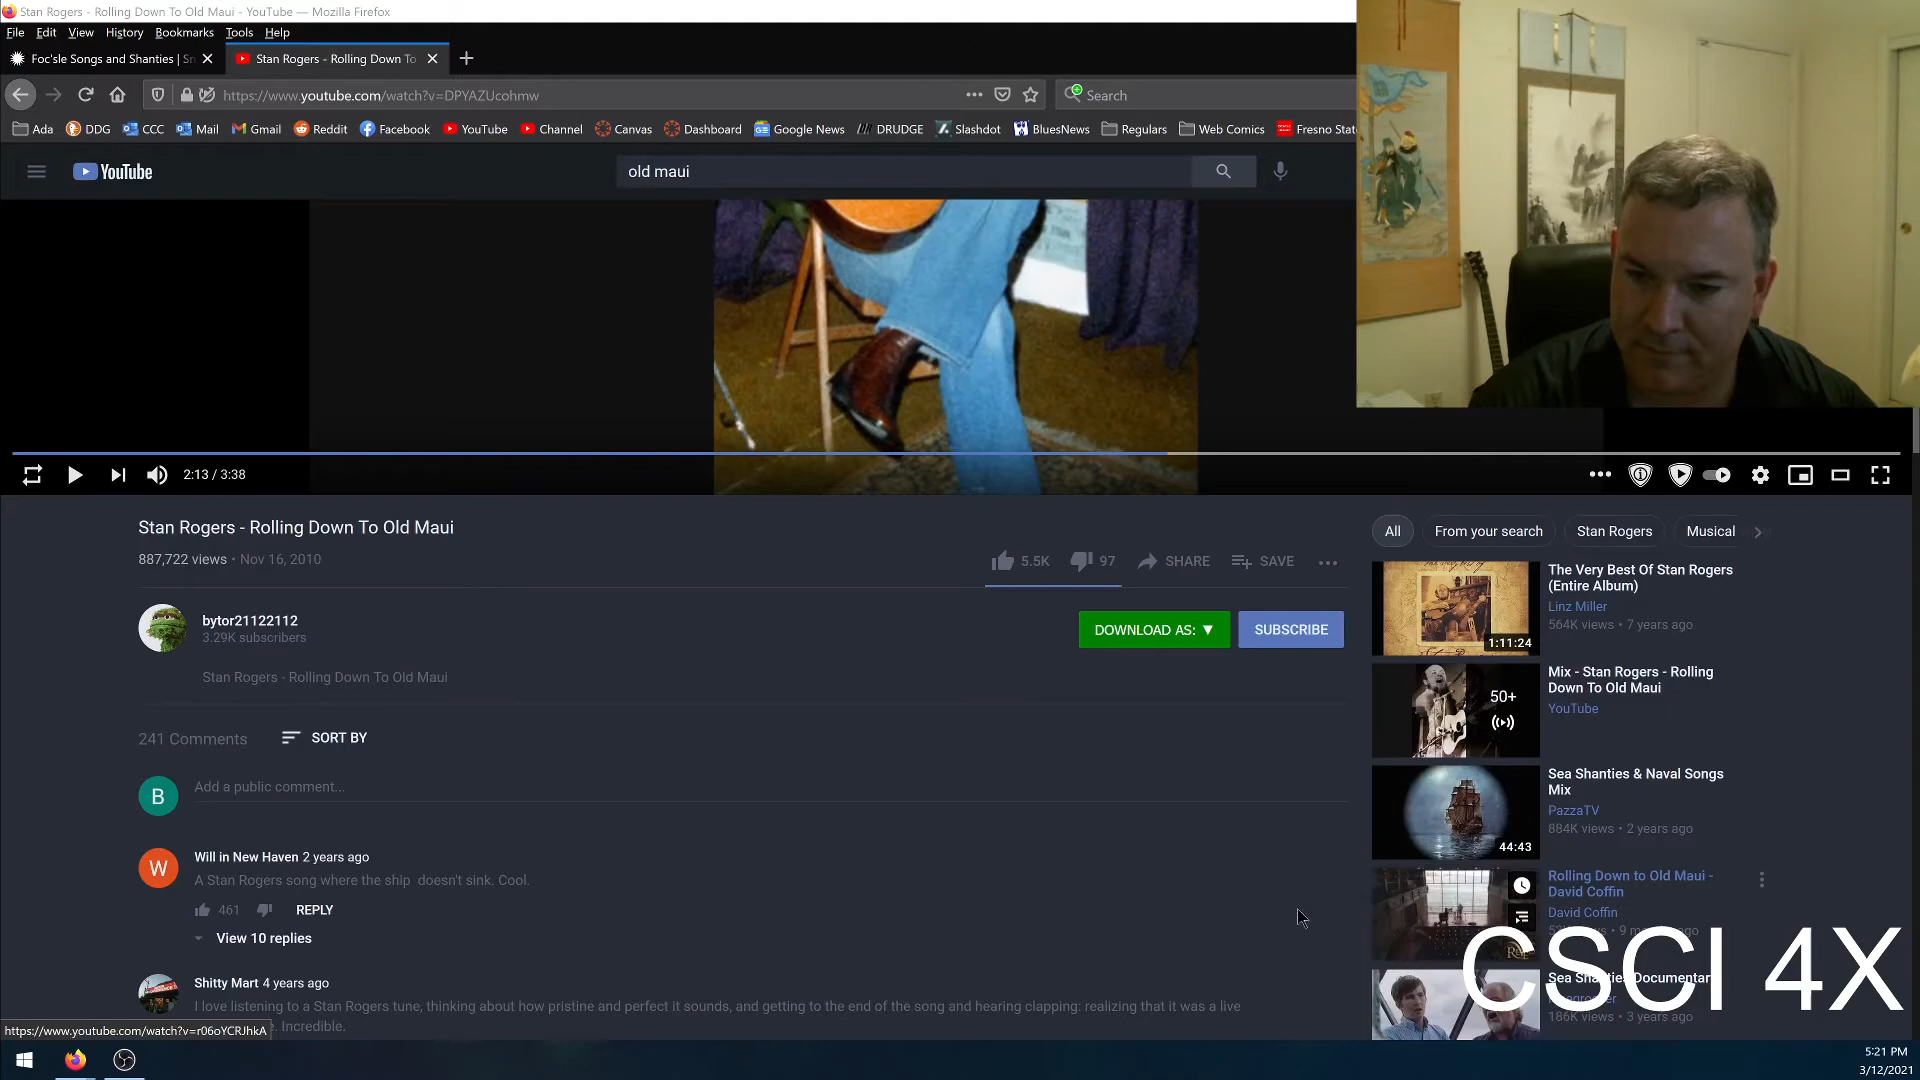 Stan Rogers - Rolling Down To Old Maui - YouTube — Mozilla Firefox
File Edit View History Bookmarks Tools Help
Foc'sle Songs and Shanties | Sm
Stan Rogers - Rolling Down To
https://www.youtube.com/watch?v=DPYAZUcohmw
Search
Ada DDG CCC Mail Gmail Reddit Facebook YouTube Channel Canvas Dashboard Google News DRUDGE Slashdot BluesNews Regulars Web Comics Fresno Stat
YouTube
old maui
2:13 / 3:38
Stan Rogers - Rolling Down To Old Maui
887,722 views • Nov 16, 2010
5.5K 97 SHARE SAVE
bytor21122112
3.29K subscribers
DOWNLOAD AS: ▼ SUBSCRIBE
Stan Rogers - Rolling Down To Old Maui
241 Comments SORT BY
B
Add a public comment...
W
Will in New Haven 2 years ago
A Stan Rogers song where the ship doesn't sink. Cool.
461 REPLY
View 10 replies
Shitty Mart 4 years ago
I love listening to a Stan Rogers tune, thinking about how pristine and perfect it sounds, and getting to the end of the song and hearing clapping: realizing that it was a live
. Incredible.
https://www.youtube.com/watch?v=r06oYCRJhkA
All From your search Stan Rogers Musical
The Very Best Of Stan Rogers
(Entire Album)
Linz Miller
564K views • 7 years ago
1:11:24
Mix - Stan Rogers - Rolling
Down To Old Maui
YouTube
50+
Sea Shanties & Naval Songs
Mix
PazzaTV
884K views • 2 years ago
44:43
Rolling Down to Old Maui -
David Coffin
David Coffin
CSCI 4X
186K views • 3 years ago
5:21 PM
3/12/2021